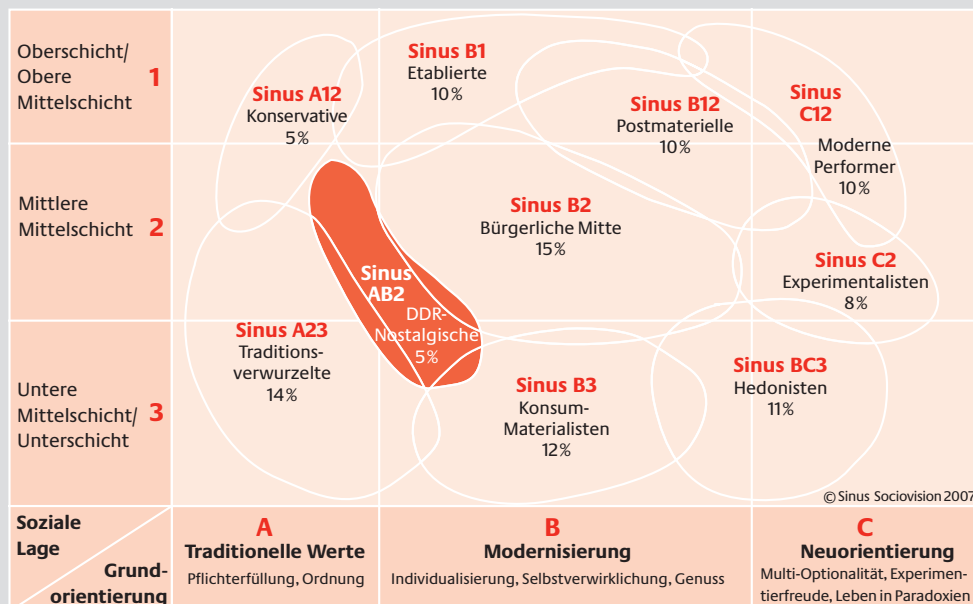 Oberschicht/
Obere
Mittelschicht
1
Sinus B1
Etablierte
10%
Sinus A12
Konservative
5%
Sinus B12
Postmaterielle
10%
Sinus
C12
Moderne
Performer
10%
Mittlere
Mittelschicht
2
Sinus B2
Bürgerliche Mitte
15%
Sinus
AB2
DDR-
Nostalgische
5%
Sinus C2
Experimentalisten
8%
Untere
Mittelschicht/
Unterschicht
3
Sinus A23
Traditions-
verwurzelte
14%
Sinus B3
Konsum-
Materialisten
12%
Sinus BC3
Hedonisten
11%
© Sinus Sociovision 2007
Soziale
Lage
Grund-
orientierung
A
Traditionelle Werte
Pflichterfüllung, Ordnung
B
Modernisierung
Individualisierung, Selbstverwirklichung, Genuss
C
Neuorientierung
Multi-Optionalität, Experimen-
tierfreude, Leben in Paradoxien